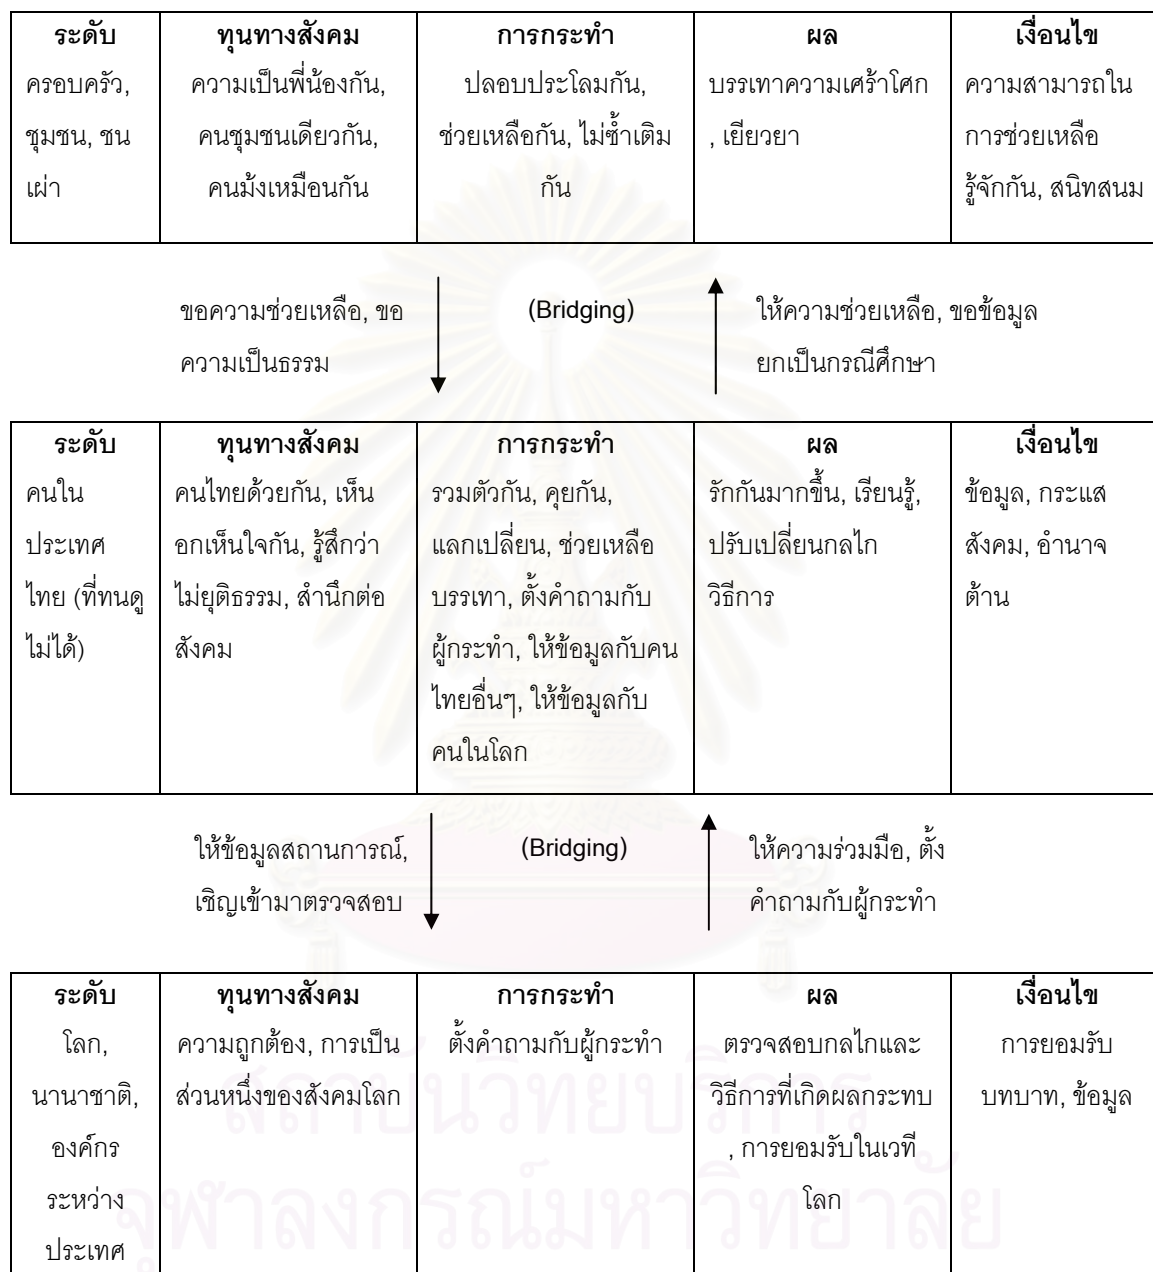 ระดับ ทุนทางสังคม การกระทำ ผล เงื่อนไข
ครอบครัว, ความเป็นพี่น้องกัน, ปลอบประโลมกัน, บรรเทาความเศร้าโศก ความสามารถใน
ชุมชน, ชน คนชุมชนเดียวกัน, ช่วยเหลือกัน, ไม่ซ้ำเติม , เยียวยา การช่วยเหลือ
เผ่า คนม้งเหมือนกัน กัน รู้จักกัน, สนิทสนม
ขอความช่วยเหลือ, ขอ (Bridging) ให้ความช่วยเหลือ, ขอข้อมูล
ความเป็นธรรม ยกเป็นกรณีศึกษา
ระดับ ทุนทางสังคม การกระทำ ผล เงื่อนไข
คนใน คนไทยด้วยกัน, เห็น รวมตัวกัน, คุยกัน, รักกันมากขึ้น, เรียนรู้, ข้อมูล, กระแส
ประเทศ อกเห็นใจกัน, รู้สึกว่า แลกเปลี่ยน, ช่วยเหลือ ปรับเปลี่ยนกลไก สังคม, อำนาจ
ไทย (ที่ทนดู ไม่ยุติธรรม, สำนึกต่อ บรรเทา, ตั้งคำถามกับ วิธีการ ต้าน
ไม่ได้) สังคม ผู้กระทำ, ให้ข้อมูลกับคน
ไทยอื่นๆ, ให้ข้อมูลกับ
คนในโลก
ให้ข้อมูลสถานการณ์, (Bridging) ให้ความร่วมมือ, ตั้ง
เชิญเข้ามาตรวจสอบ คำถามกับผู้กระทำ
ระดับ ทุนทางสังคม การกระทำ ผล เงื่อนไข
โลก, ความถูกต้อง, การเป็น ตั้งคำถามกับผู้กระทำ ตรวจสอบกลไกและ การยอมรับ
นานาชาติ, ส่วนหนึ่งของสังคมโลก วิธีการที่เกิดผลกระทบ บทบาท, ข้อมูล
องค์กร , การยอมรับในเวที
ระหว่าง โลก
ประเทศ
สถาบันวิทยบริการ
จุฬาลงกรณ์มหาวิทยาลัย